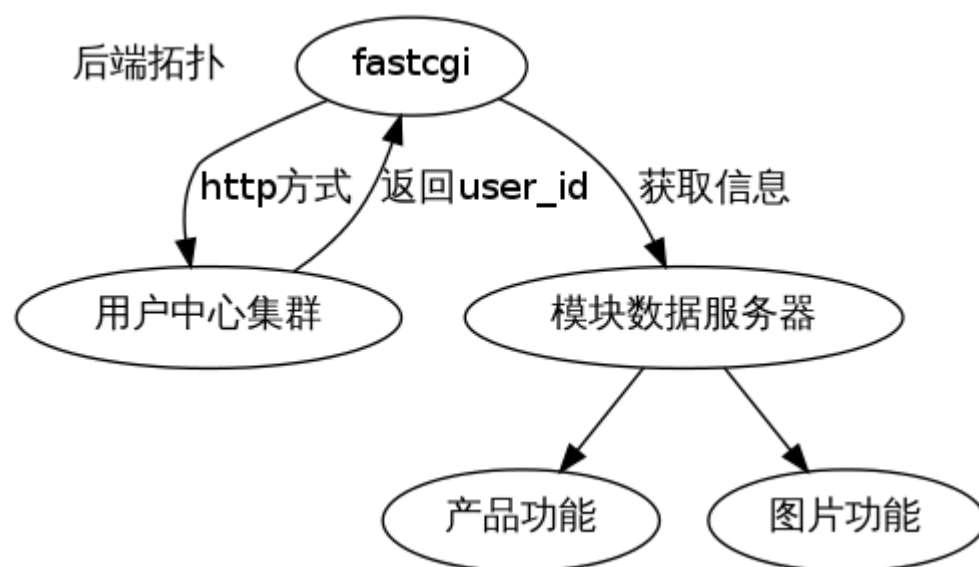 后端拓扑
fastcgi
http方式
返回user_id
获取信息
用户中心集群
模块数据服务器
产品功能
图片功能